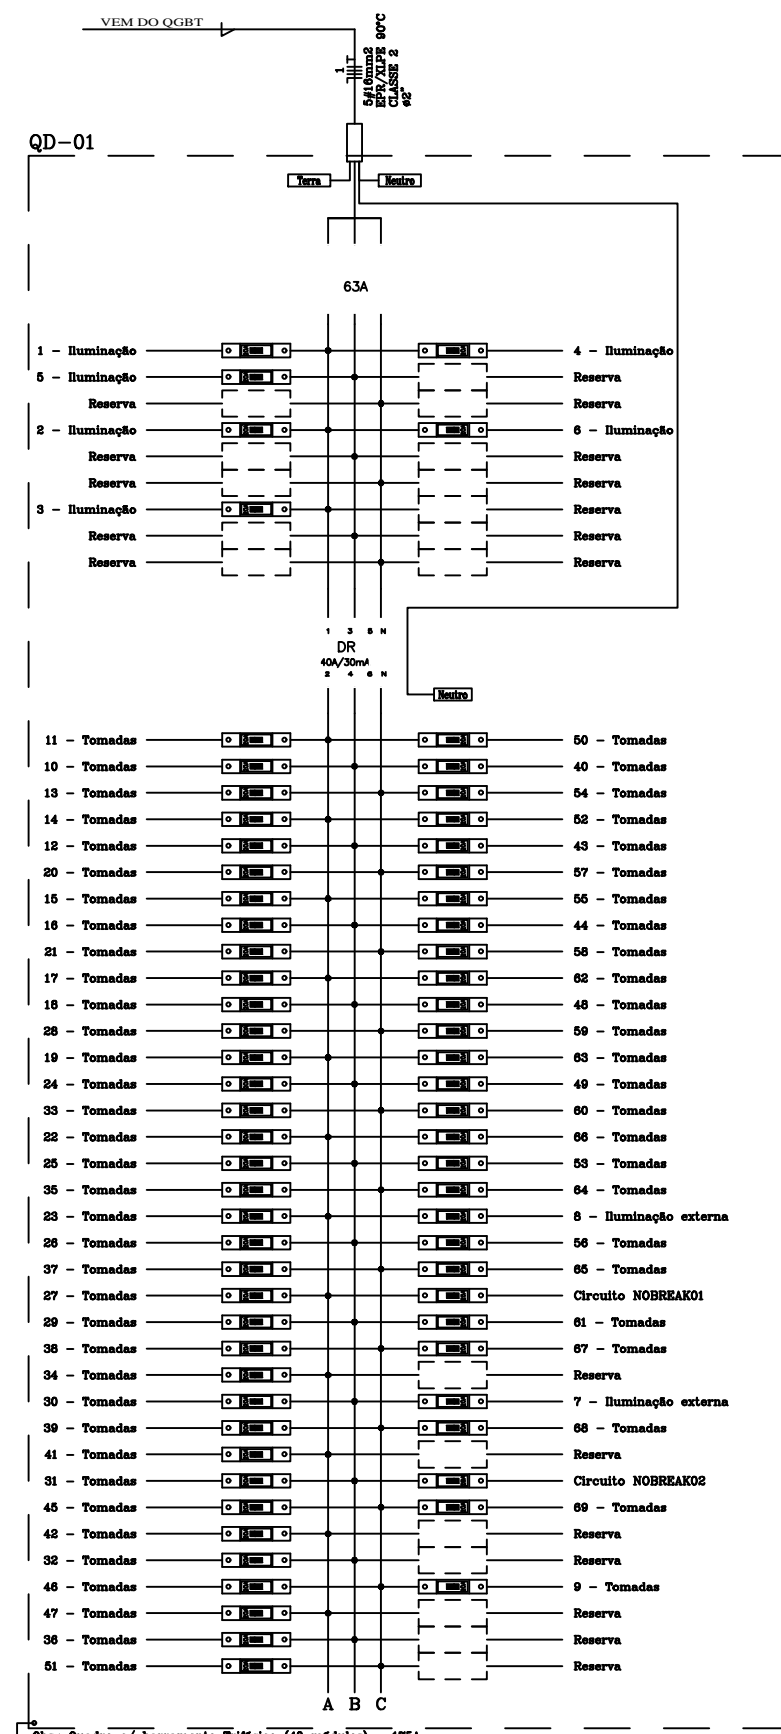 VEM DO QGBT
1
5#16mm2
EPR/XLPE 90°C
CLASSE 2
ø2"
QD-01
Terra
Neutro
63A
1 - Iluminação
4 - Iluminação
5 - Iluminação
Reserva
Reserva
Reserva
2 - Iluminação
6 - Iluminação
Reserva
Reserva
Reserva
Reserva
3 - Iluminação
Reserva
Reserva
Reserva
Reserva
Reserva
1 3 5 N
DR
40A/30mA
2 4 6 N
Neutro
11 - Tomadas
50 - Tomadas
10 - Tomadas
40 - Tomadas
13 - Tomadas
54 - Tomadas
14 - Tomadas
52 - Tomadas
12 - Tomadas
43 - Tomadas
20 - Tomadas
57 - Tomadas
15 - Tomadas
55 - Tomadas
16 - Tomadas
44 - Tomadas
21 - Tomadas
58 - Tomadas
17 - Tomadas
62 - Tomadas
18 - Tomadas
48 - Tomadas
28 - Tomadas
59 - Tomadas
19 - Tomadas
63 - Tomadas
24 - Tomadas
49 - Tomadas
33 - Tomadas
60 - Tomadas
22 - Tomadas
66 - Tomadas
25 - Tomadas
53 - Tomadas
35 - Tomadas
64 - Tomadas
23 - Tomadas
8 - Iluminação externa
26 - Tomadas
56 - Tomadas
37 - Tomadas
65 - Tomadas
27 - Tomadas
Circuito NOBREAK01
29 - Tomadas
61 - Tomadas
38 - Tomadas
67 - Tomadas
34 - Tomadas
Reserva
30 - Tomadas
7 - Iluminação externa
39 - Tomadas
68 - Tomadas
41 - Tomadas
Reserva
31 - Tomadas
Circuito NOBREAK02
45 - Tomadas
69 - Tomadas
42 - Tomadas
Reserva
32 - Tomadas
Reserva
46 - Tomadas
9 - Tomadas
47 - Tomadas
Reserva
36 - Tomadas
Reserva
51 - Tomadas
Reserva
A B C